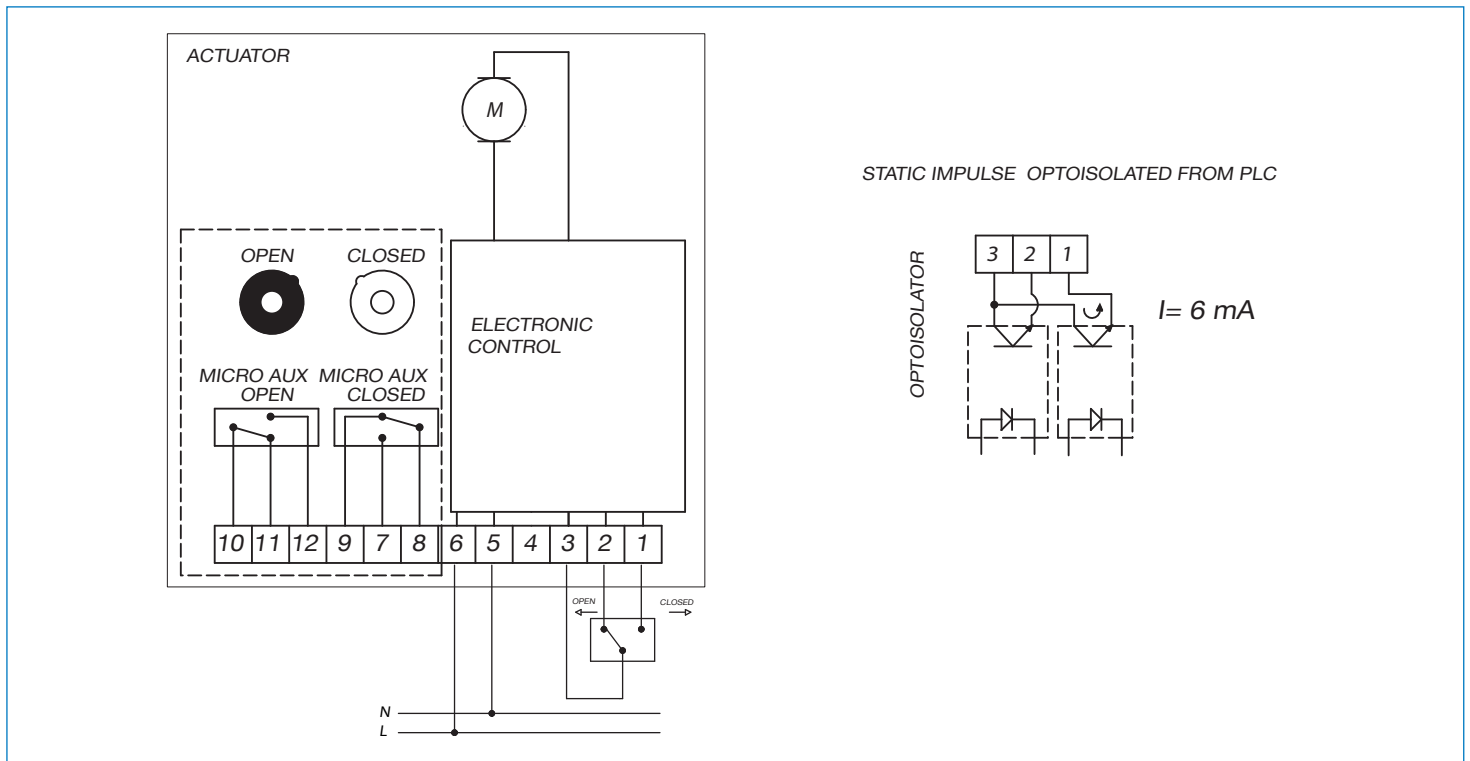 ACTUATOR
M
STATIC IMPULSE OPTOISOLATED FROM PLC
OPEN CLOSED
OPTOISOLATOR
3 2 1
I= 6 mA
ELECTRONIC
CONTROL
MICRO AUX
OPEN
MICRO AUX
CLOSED
10 11 12 9 7 8 6 5 4 3 2 1
OPEN CLOSED
N
L